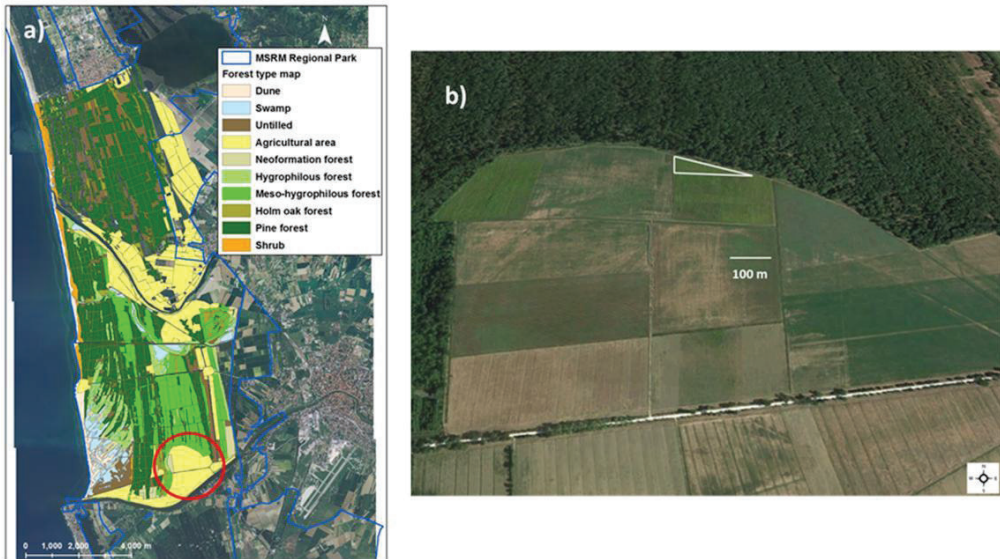 a)
MSRM Regional Park
Forest type map
Dune
Swamp
Untilled
Agricultural area
Neoformation forest
Hygrophilous forest
Meso-hygrophilous forest
Holm oak forest
Pine forest
Shrub
0 1,000 2,000 4,000 m
b)
100 m